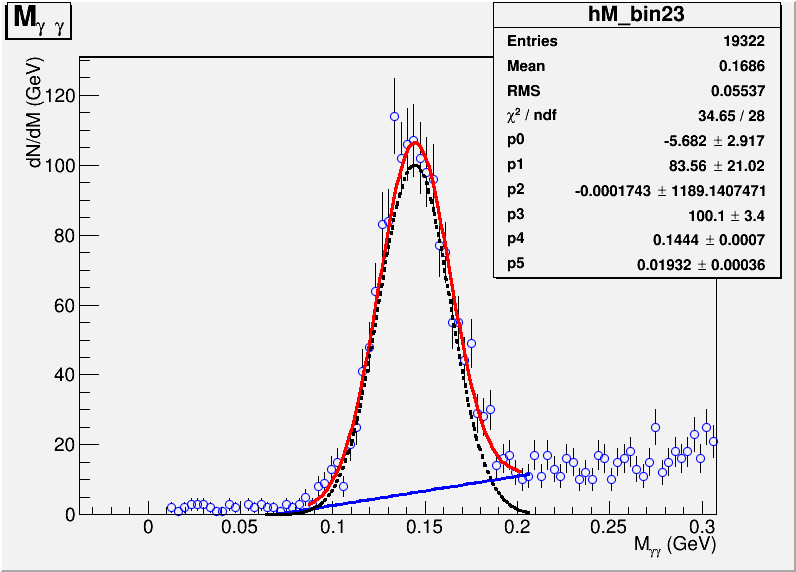 M_γ γ
hM_bin23
Entries 19322
Mean 0.1686
RMS 0.05537
χ² / ndf 34.65 / 28
p0 -5.682 ± 2.917
p1 83.56 ± 21.02
p2 -0.0001743 ± 1189.1407471
p3 100.1 ± 3.4
p4 0.1444 ± 0.0007
p5 0.01932 ± 0.00036
dN/dM (GeV)
120
100
80
60
40
20
0
0 0.05 0.1 0.15 0.2 0.25 0.3
M_γγ (GeV)